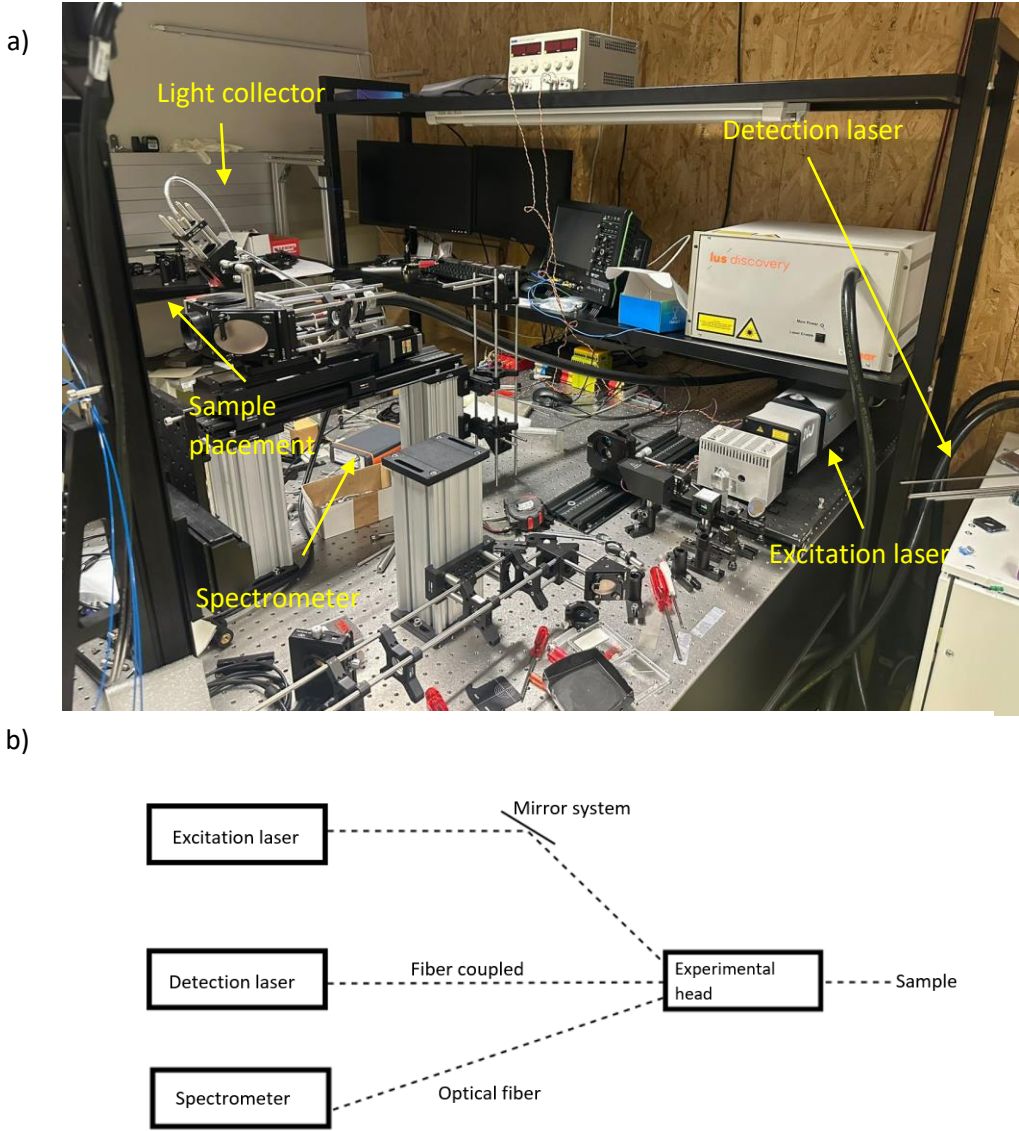 a)
Light collector
Detection laser
lus discovery
Sample
placement
Spectrometer
Excitation laser
b)
Mirror system
Excitation laser
Fiber coupled
Detection laser
Experimental
head
Sample
Optical fiber
Spectrometer